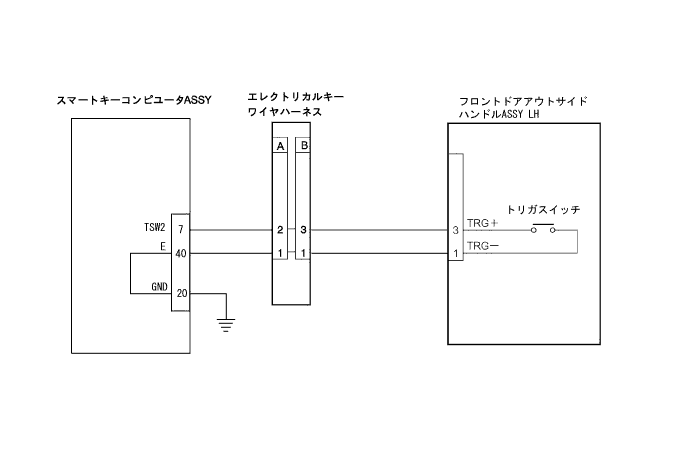 スマートキーコンピュータASSY
エレクトリカルキー
ワイヤハーネス
フロントドアアウトサイド
ハンドルASSY LH
A B
トリガスイッチ
TSW2 7 2 3 3 TRG+
E 40 1 1 1 TRG−
GND 20